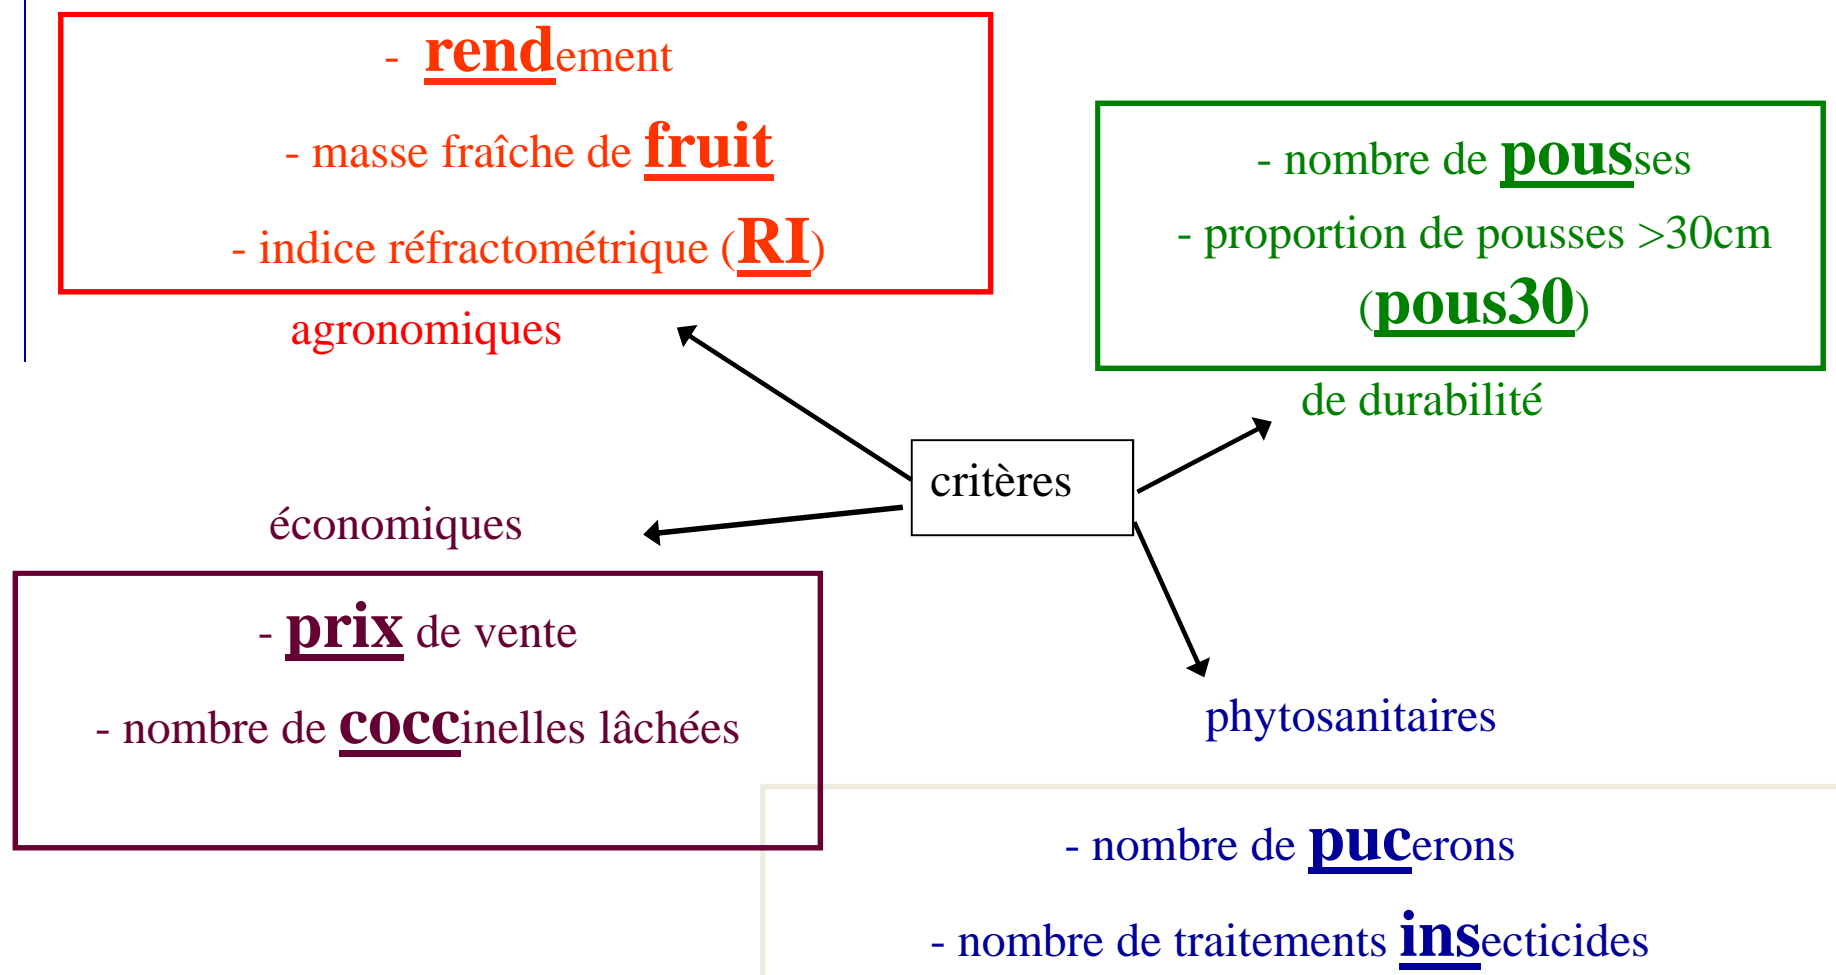 - rendement
- masse fraîche de fruit
- indice réfractométrique (RI)
agronomiques
- nombre de pousses
- proportion de pousses >30cm
(pous30)
de durabilité
critères
économiques
- prix de vente
- nombre de coccinelles lâchées
phytosanitaires
- nombre de pucerons
- nombre de traitements insecticides